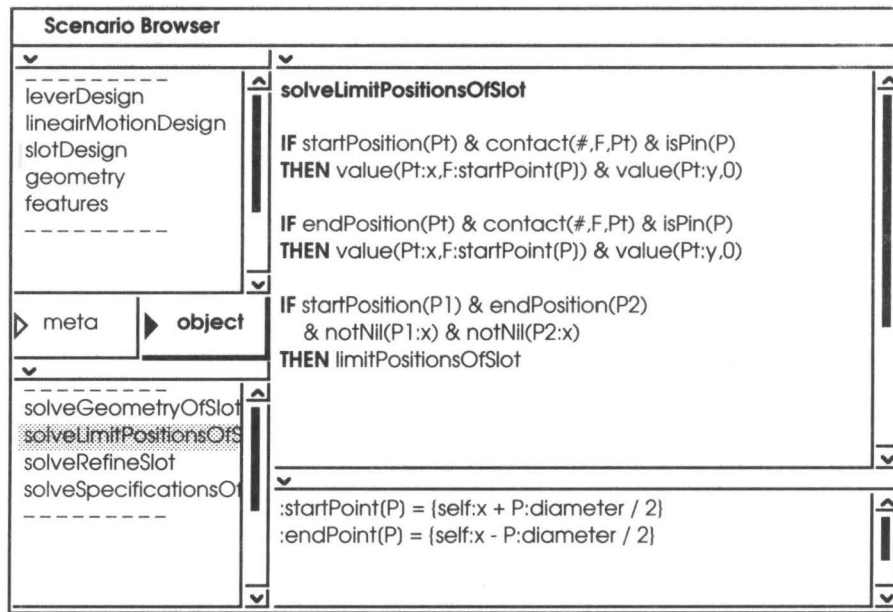 Scenario Browser
leverDesign
lineairMotionDesign
slotDesign
geometry
features
meta
object
solveGeometryOfSlot
solveLimitPositionsOfS
solveRefineSlot
solveSpecificationsOf
solveLimitPositionsOfSlot
IF startPosition(Pt) & contact(#,F,Pt) & isPin(P)
THEN value(Pt:x,F:startPoint(P)) & value(Pt:y,0)
IF endPosition(Pt) & contact(#,F,Pt) & isPin(P)
THEN value(Pt:x,F:startPoint(P)) & value(Pt:y,0)
IF startPosition(P1) & endPosition(P2)
& notNil(P1:x) & notNil(P2:x)
THEN limitPositionsOfSlot
:startPoint(P) = {self:x + P:diameter / 2}
:endPoint(P) = {self:x - P:diameter / 2}